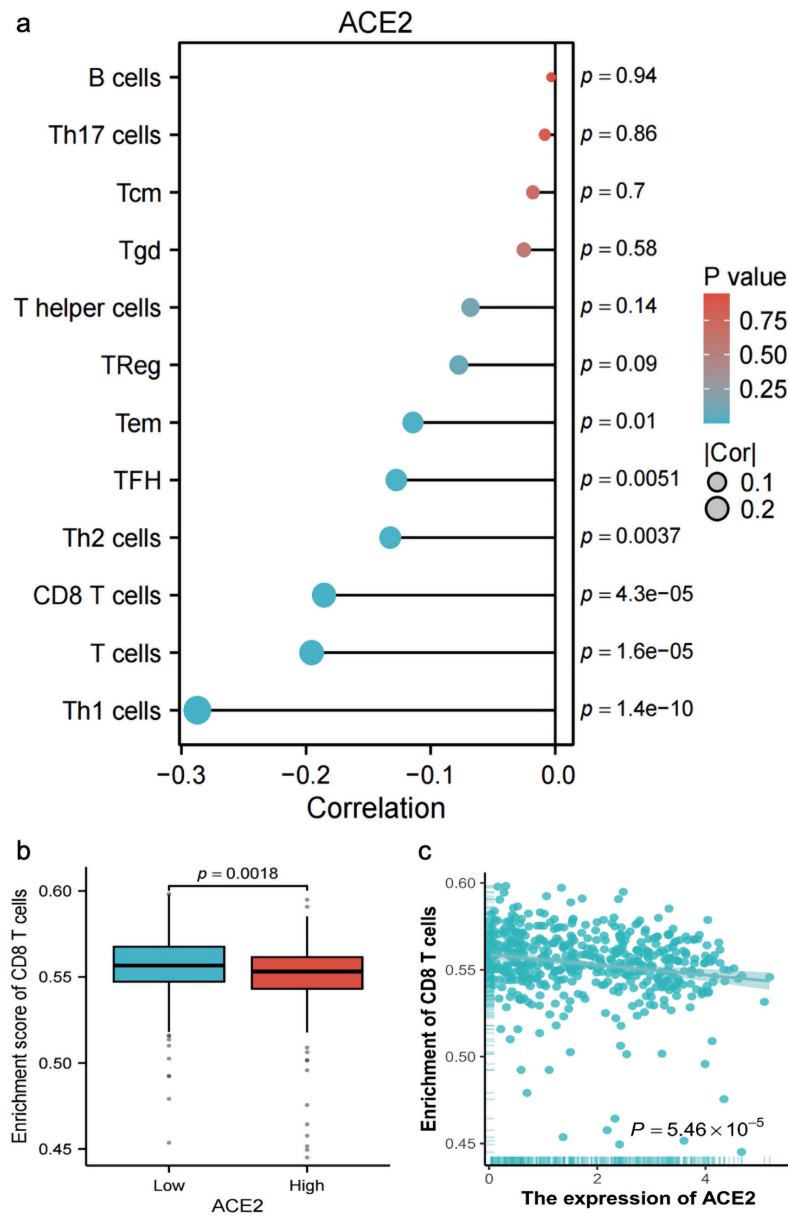 a
ACE2
B cells
p = 0.94
Th17 cells
p = 0.86
Tcm
p = 0.7
Tgd
p = 0.58
T helper cells
p = 0.14
TReg
p = 0.09
Tem
p = 0.01
TFH
p = 0.0051
Th2 cells
p = 0.0037
CD8 T cells
p = 4.3e−05
T cells
p = 1.6e−05
Th1 cells
p = 1.4e−10
−0.3 −0.2 −0.1 0.0
Correlation
P value
0.75
0.50
0.25
|Cor|
0.1
0.2
b
p = 0.0018
Enrichment score of CD8 T cells
0.60
0.55
0.50
0.45
Low High
ACE2
c
Enrichment of CD8 T cells
0.60
0.55
0.50
0.45
P = 5.46 × 10⁻⁵
0 2 4
The expression of ACE2